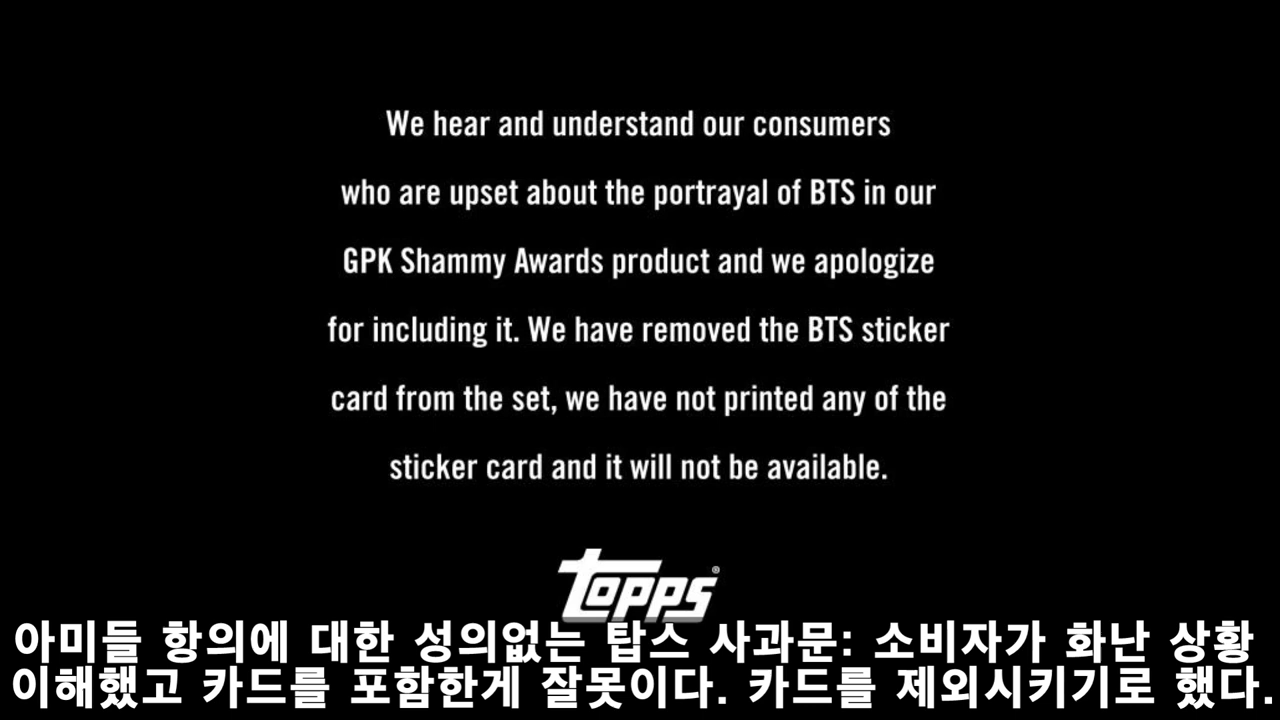 We hear and understand our consumers
who are upset about the portrayal of BTS in our
GPK Shammy Awards product and we apologize
for including it. We have removed the BTS sticker
card from the set, we have not printed any of the
sticker card and it will not be available.
topps®
아미들 항의에 대한 성의없는 탑스 사과문: 소비자가 화난 상황
이해했고 카드를 포함한게 잘못이다. 카드를 제외시키기로 했다.